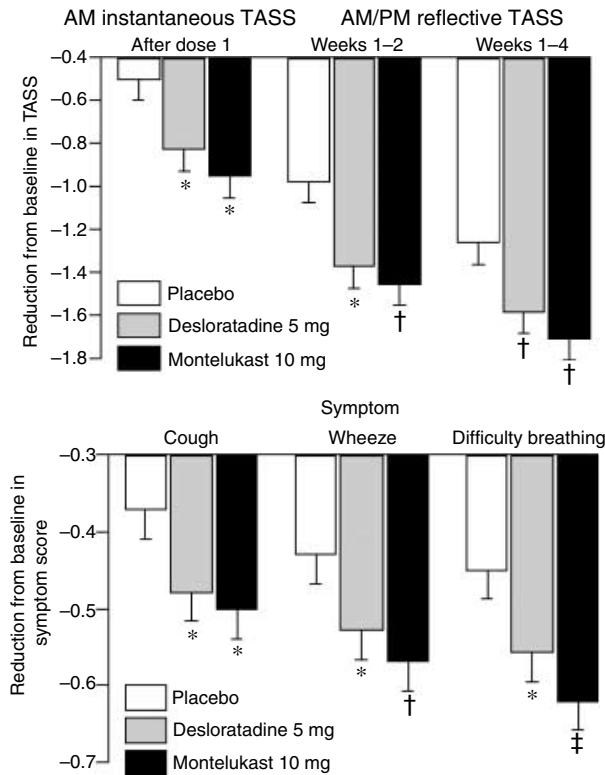 AM instantaneous TASS AM/PM reflective TASS
After dose 1 Weeks 1–2 Weeks 1–4
Reduction from baseline in TASS
–0.4
–0.6
–0.8
–1.0
–1.2
–1.4
–1.6
–1.8
* * * † † †
Placebo
Desloratadine 5 mg
Montelukast 10 mg
Symptom
Cough Wheeze Difficulty breathing
Reduction from baseline in
symptom score
–0.3
–0.4
–0.5
–0.6
–0.7
* * * † * ‡
Placebo
Desloratadine 5 mg
Montelukast 10 mg